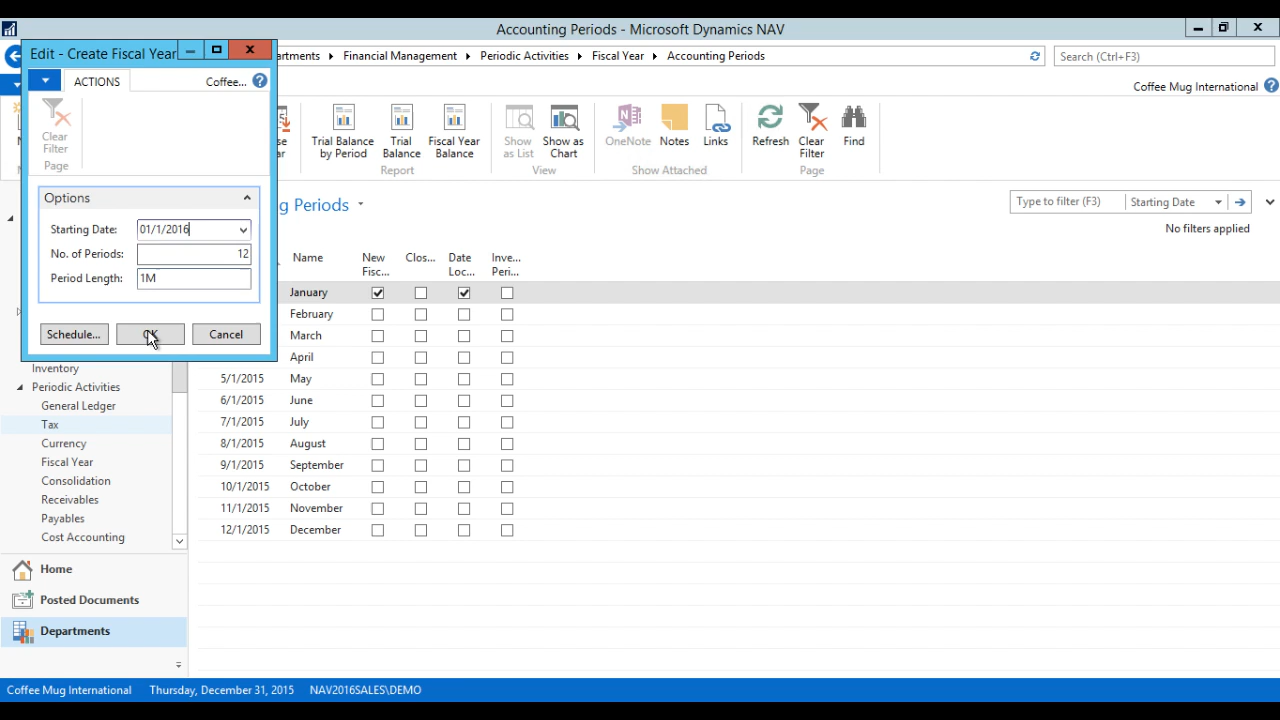 Accounting Periods - Microsoft Dynamics NAV
Edit - Create Fiscal Year
Financial Management
Periodic Activities
Fiscal Year
Accounting Periods
Search (Ctrl+F3)
ACTIONS
Coffee...
Coffee Mug International
Clear Filter
Page
Trial Balance by Period
Trial Balance
Fiscal Year Balance
Report
Show as List
Show as Chart
View
OneNote
Notes
Links
Show Attached
Refresh
Clear Filter
Find
Page
Options
Starting Date: 01/1/2016
No. of Periods: 12
Period Length: 1M
Schedule...
OK
Cancel
Periods
Type to filter (F3)
Starting Date
No filters applied
Name
New Fisc...
Clos...
Date Loc...
Inve... Peri...
January
February
March
April
5/1/2015 May
6/1/2015 June
7/1/2015 July
8/1/2015 August
9/1/2015 September
10/1/2015 October
11/1/2015 November
12/1/2015 December
Inventory
Periodic Activities
General Ledger
Tax
Currency
Fiscal Year
Consolidation
Receivables
Payables
Cost Accounting
Home
Posted Documents
Departments
Coffee Mug International
Thursday, December 31, 2015
NAV2016SALES\DEMO